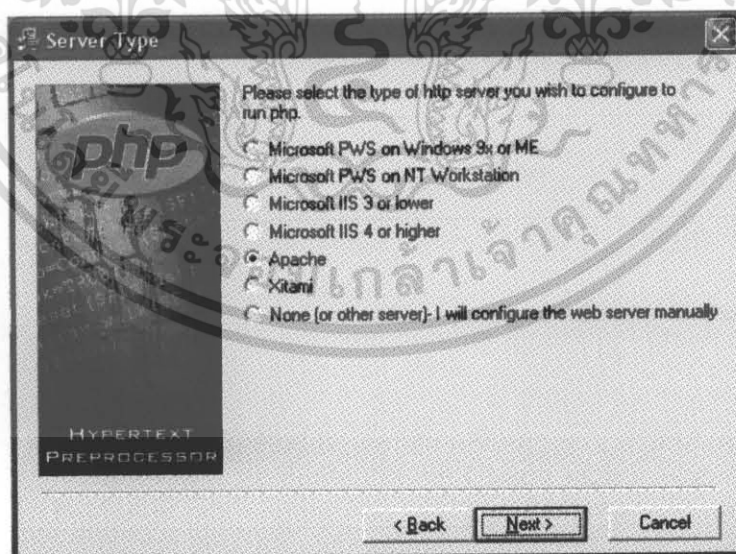 Server Type
Please select the type of http server you wish to configure to
run php.
Microsoft PWS on Windows 9x or ME
Microsoft PWS on NT Workstation
Microsoft IIS 3 or lower
Microsoft IIS 4 or higher
Apache
Xitami
None (or other server)- I will configure the web server manually
php
HYPERTEXT
PREPROCESSOR
< Back
Next >
Cancel